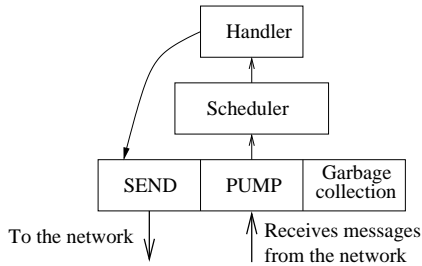 Handler
Scheduler
SEND
PUMP
Garbage
collection
To the network
Receives messages
from the network